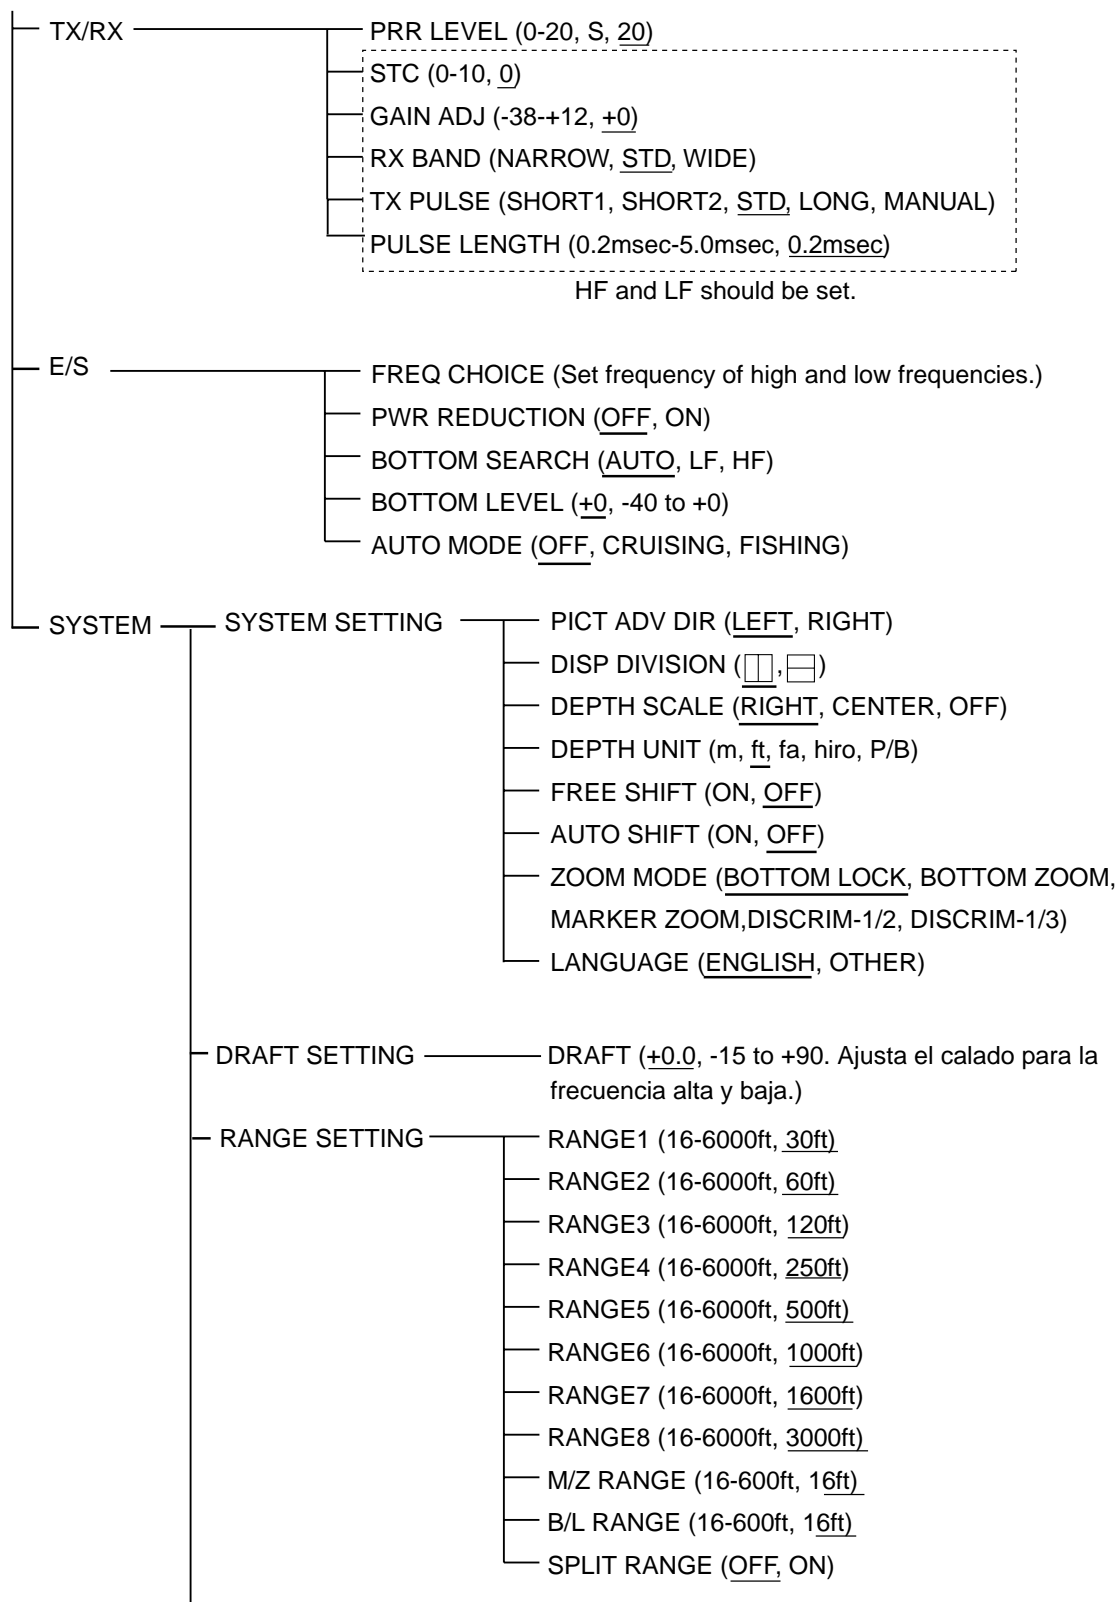 TX/RX
PRR LEVEL (0-20, S, 20)
STC (0-10, 0)
GAIN ADJ (-38-+12, +0)
RX BAND (NARROW, STD, WIDE)
TX PULSE (SHORT1, SHORT2, STD, LONG, MANUAL)
PULSE LENGTH (0.2msec-5.0msec, 0.2msec)
HF and LF should be set.
E/S
FREQ CHOICE (Set frequency of high and low frequencies.)
PWR REDUCTION (OFF, ON)
BOTTOM SEARCH (AUTO, LF, HF)
BOTTOM LEVEL (+0, -40 to +0)
AUTO MODE (OFF, CRUISING, FISHING)
SYSTEM
SYSTEM SETTING
PICT ADV DIR (LEFT, RIGHT)
DISP DIVISION ( , )
DEPTH SCALE (RIGHT, CENTER, OFF)
DEPTH UNIT (m, ft, fa, hiro, P/B)
FREE SHIFT (ON, OFF)
AUTO SHIFT (ON, OFF)
ZOOM MODE (BOTTOM LOCK, BOTTOM ZOOM,
MARKER ZOOM,DISCRIM-1/2, DISCRIM-1/3)
LANGUAGE (ENGLISH, OTHER)
DRAFT SETTING
DRAFT (+0.0, -15 to +90. Ajusta el calado para la
frecuencia alta y baja.)
RANGE SETTING
RANGE1 (16-6000ft, 30ft)
RANGE2 (16-6000ft, 60ft)
RANGE3 (16-6000ft, 120ft)
RANGE4 (16-6000ft, 250ft)
RANGE5 (16-6000ft, 500ft)
RANGE6 (16-6000ft, 1000ft)
RANGE7 (16-6000ft, 1600ft)
RANGE8 (16-6000ft, 3000ft)
M/Z RANGE (16-600ft, 16ft)
B/L RANGE (16-600ft, 16ft)
SPLIT RANGE (OFF, ON)